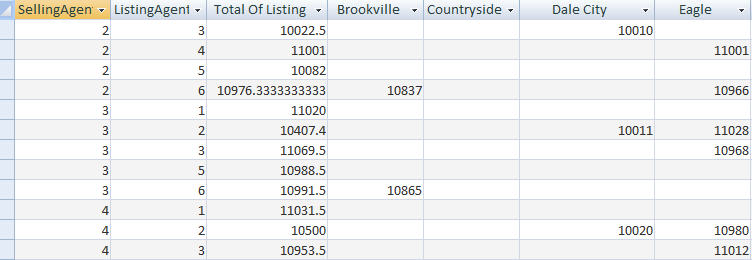 SellingAgent ListingAgent Total Of Listing Brookville Countryside Dale City Eagle
2 3 10022.5 10010
2 4 11001 11001
2 5 10082
2 6 10976.3333333333 10837 10966
3 1 11020
3 2 10407.4 10011 11028
3 3 11069.5 10968
3 5 10988.5
3 6 10991.5 10865
4 1 11031.5
4 2 10500 10020 10980
4 3 10953.5 11012